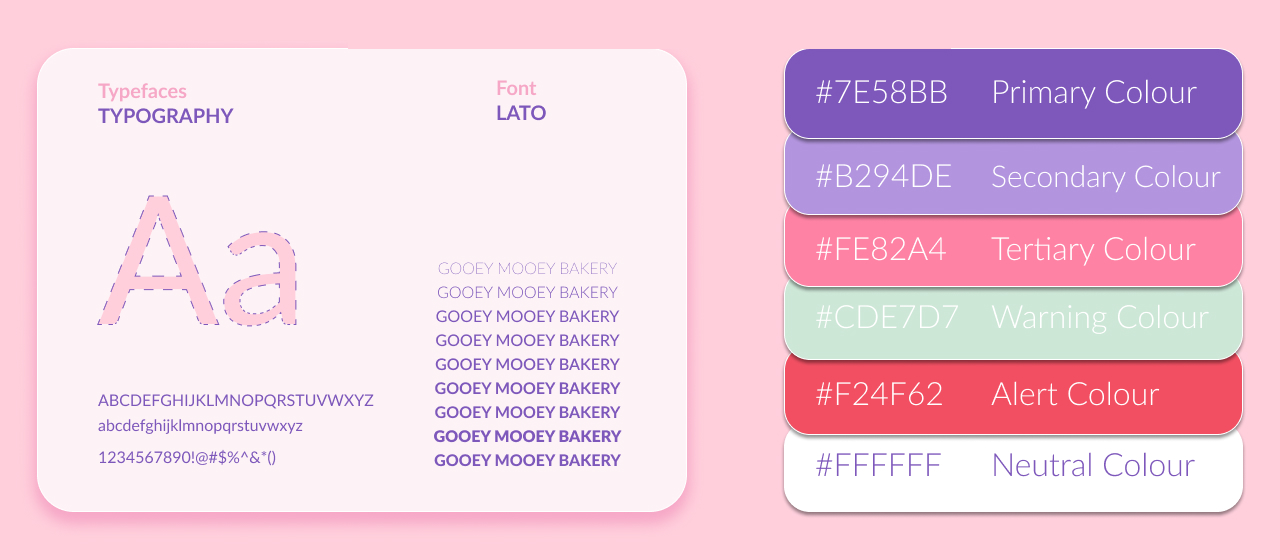 Typefaces
TYPOGRAPHY
Font
LATO
Aa
ABCDEFGHIJKLMNOPQRSTUVWXYZ
abcdefghijklmnopqrstuvwxyz
1234567890!@#$%^&*()
GOOEY MOOEY BAKERY
GOOEY MOOEY BAKERY
GOOEY MOOEY BAKERY
GOOEY MOOEY BAKERY
GOOEY MOOEY BAKERY
GOOEY MOOEY BAKERY
GOOEY MOOEY BAKERY
GOOEY MOOEY BAKERY
GOOEY MOOEY BAKERY
#7E58BB Primary Colour
#B294DE Secondary Colour
#FE82A4 Tertiary Colour
#CDE7D7 Warning Colour
#F24F62 Alert Colour
#FFFFFF Neutral Colour